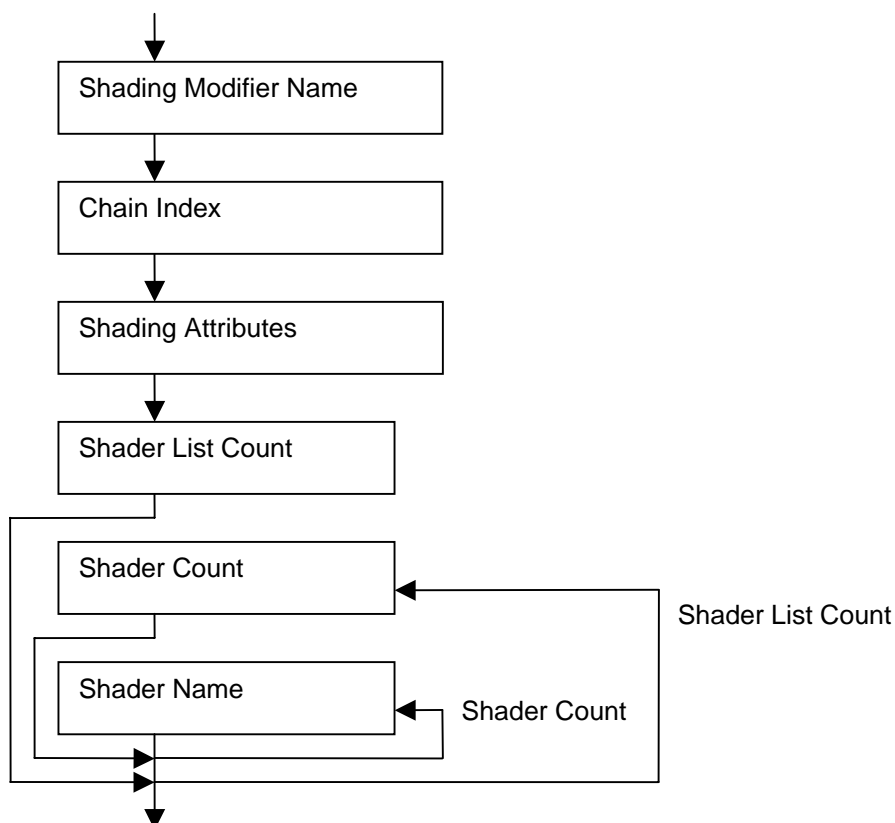 Shading Modifier Name
Chain Index
Shading Attributes
Shader List Count
Shader Count
Shader List Count
Shader Name
Shader Count